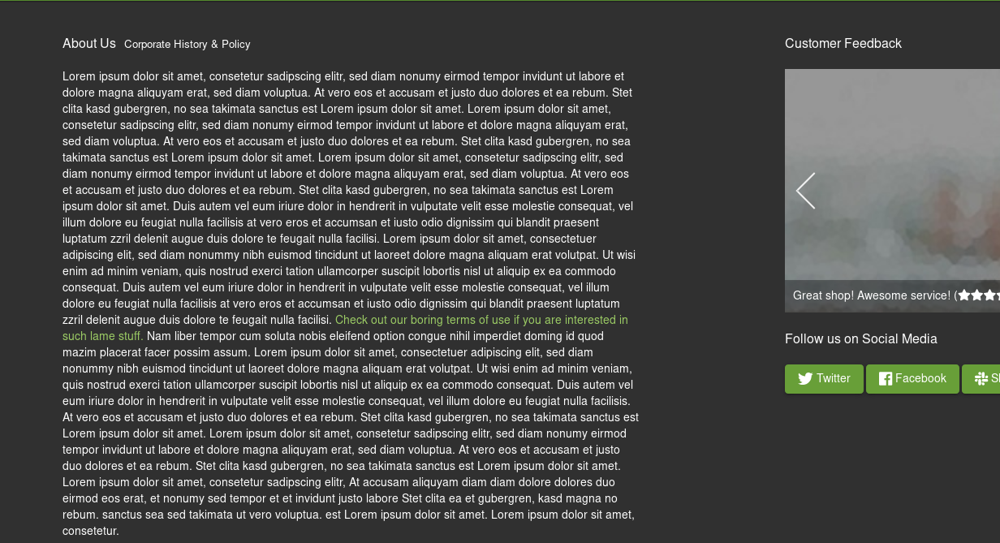 About Us Corporate History & Policy
Lorem ipsum dolor sit amet, consetetur sadipscing elitr, sed diam nonumy eirmod tempor invidunt ut labore et
dolore magna aliquyam erat, sed diam voluptua. At vero eos et accusam et justo duo dolores et ea rebum. Stet
clita kasd gubergren, no sea takimata sanctus est Lorem ipsum dolor sit amet. Lorem ipsum dolor sit amet,
consetetur sadipscing elitr, sed diam nonumy eirmod tempor invidunt ut labore et dolore magna aliquyam erat,
sed diam voluptua. At vero eos et accusam et justo duo dolores et ea rebum. Stet clita kasd gubergren, no sea
takimata sanctus est Lorem ipsum dolor sit amet. Lorem ipsum dolor sit amet, consetetur sadipscing elitr, sed
diam nonumy eirmod tempor invidunt ut labore et dolore magna aliquyam erat, sed diam voluptua. At vero eos
et accusam et justo duo dolores et ea rebum. Stet clita kasd gubergren, no sea takimata sanctus est Lorem
ipsum dolor sit amet. Duis autem vel eum iriure dolor in hendrerit in vulputate velit esse molestie consequat, vel
illum dolore eu feugiat nulla facilisis at vero eros et accumsan et iusto odio dignissim qui blandit praesent
luptatum zzril delenit augue duis dolore te feugait nulla facilisi. Lorem ipsum dolor sit amet, consectetuer
adipiscing elit, sed diam nonummy nibh euismod tincidunt ut laoreet dolore magna aliquam erat volutpat. Ut wisi
enim ad minim veniam, quis nostrud exerci tation ullamcorper suscipit lobortis nisl ut aliquip ex ea commodo
consequat. Duis autem vel eum iriure dolor in hendrerit in vulputate velit esse molestie consequat, vel illum
dolore eu feugiat nulla facilisis at vero eros et accumsan et iusto odio dignissim qui blandit praesent luptatum
zzril delenit augue duis dolore te feugait nulla facilisi. Check out our boring terms of use if you are interested in
such lame stuff. Nam liber tempor cum soluta nobis eleifend option congue nihil imperdiet doming id quod
mazim placerat facer possim assum. Lorem ipsum dolor sit amet, consectetuer adipiscing elit, sed diam
nonummy nibh euismod tincidunt ut laoreet dolore magna aliquam erat volutpat. Ut wisi enim ad minim veniam,
quis nostrud exerci tation ullamcorper suscipit lobortis nisl ut aliquip ex ea commodo consequat. Duis autem vel
eum iriure dolor in hendrerit in vulputate velit esse molestie consequat, vel illum dolore eu feugiat nulla facilisis.
At vero eos et accusam et justo duo dolores et ea rebum. Stet clita kasd gubergren, no sea takimata sanctus est
Lorem ipsum dolor sit amet. Lorem ipsum dolor sit amet, consetetur sadipscing elitr, sed diam nonumy eirmod
tempor invidunt ut labore et dolore magna aliquyam erat, sed diam voluptua. At vero eos et accusam et justo
duo dolores et ea rebum. Stet clita kasd gubergren, no sea takimata sanctus est Lorem ipsum dolor sit amet.
Lorem ipsum dolor sit amet, consetetur sadipscing elitr, At accusam aliquyam diam diam dolore dolores duo
eirmod eos erat, et nonumy sed tempor et et invidunt justo labore Stet clita ea et gubergren, kasd magna no
rebum. sanctus sea sed takimata ut vero voluptua. est Lorem ipsum dolor sit amet. Lorem ipsum dolor sit amet,
consetetur.
Customer Feedback
Great shop! Awesome service! (★★★★
Follow us on Social Media
Twitter Facebook